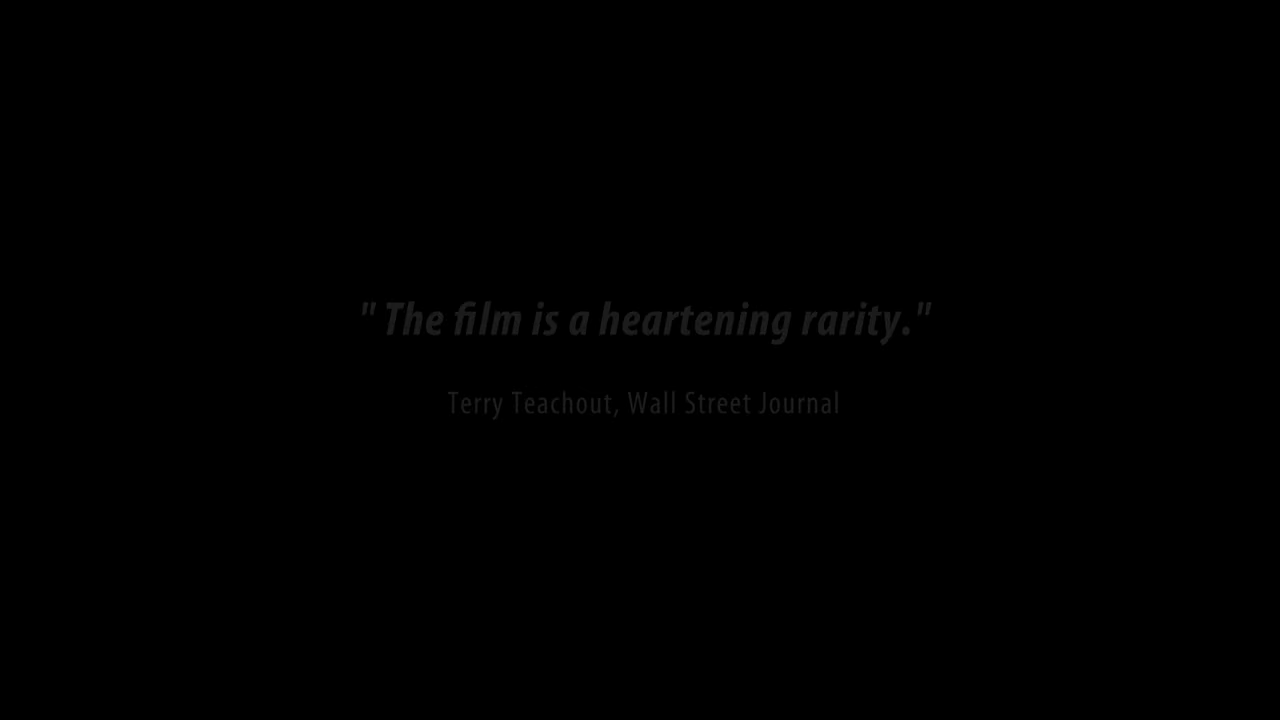 " The film is a heartening rarity."
Terry Teachout, Wall Street Journal